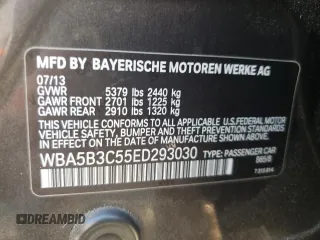 MFD BY BAYERISCHE MOTOREN WERKE AG
07/13
GVWR 5379 lbs 2440 kg
GAWR FRONT 2701 lbs 1225 kg
GAWR REAR 2910 lbs 1320 kg
THIS VEHICLE CONFORMS TO ALL APPLICABLE
U.S. FEDERAL MOTOR VEHICLE SAFETY, BUMPER,
AND THEFT PREVENTION STANDARDS
IN EFFECT ON THE DATE OF
MANUFACTURE SHOWN ABOVE.
WBA5B3C55ED293030 TYPE: PASSENGER CAR
DREAMBID